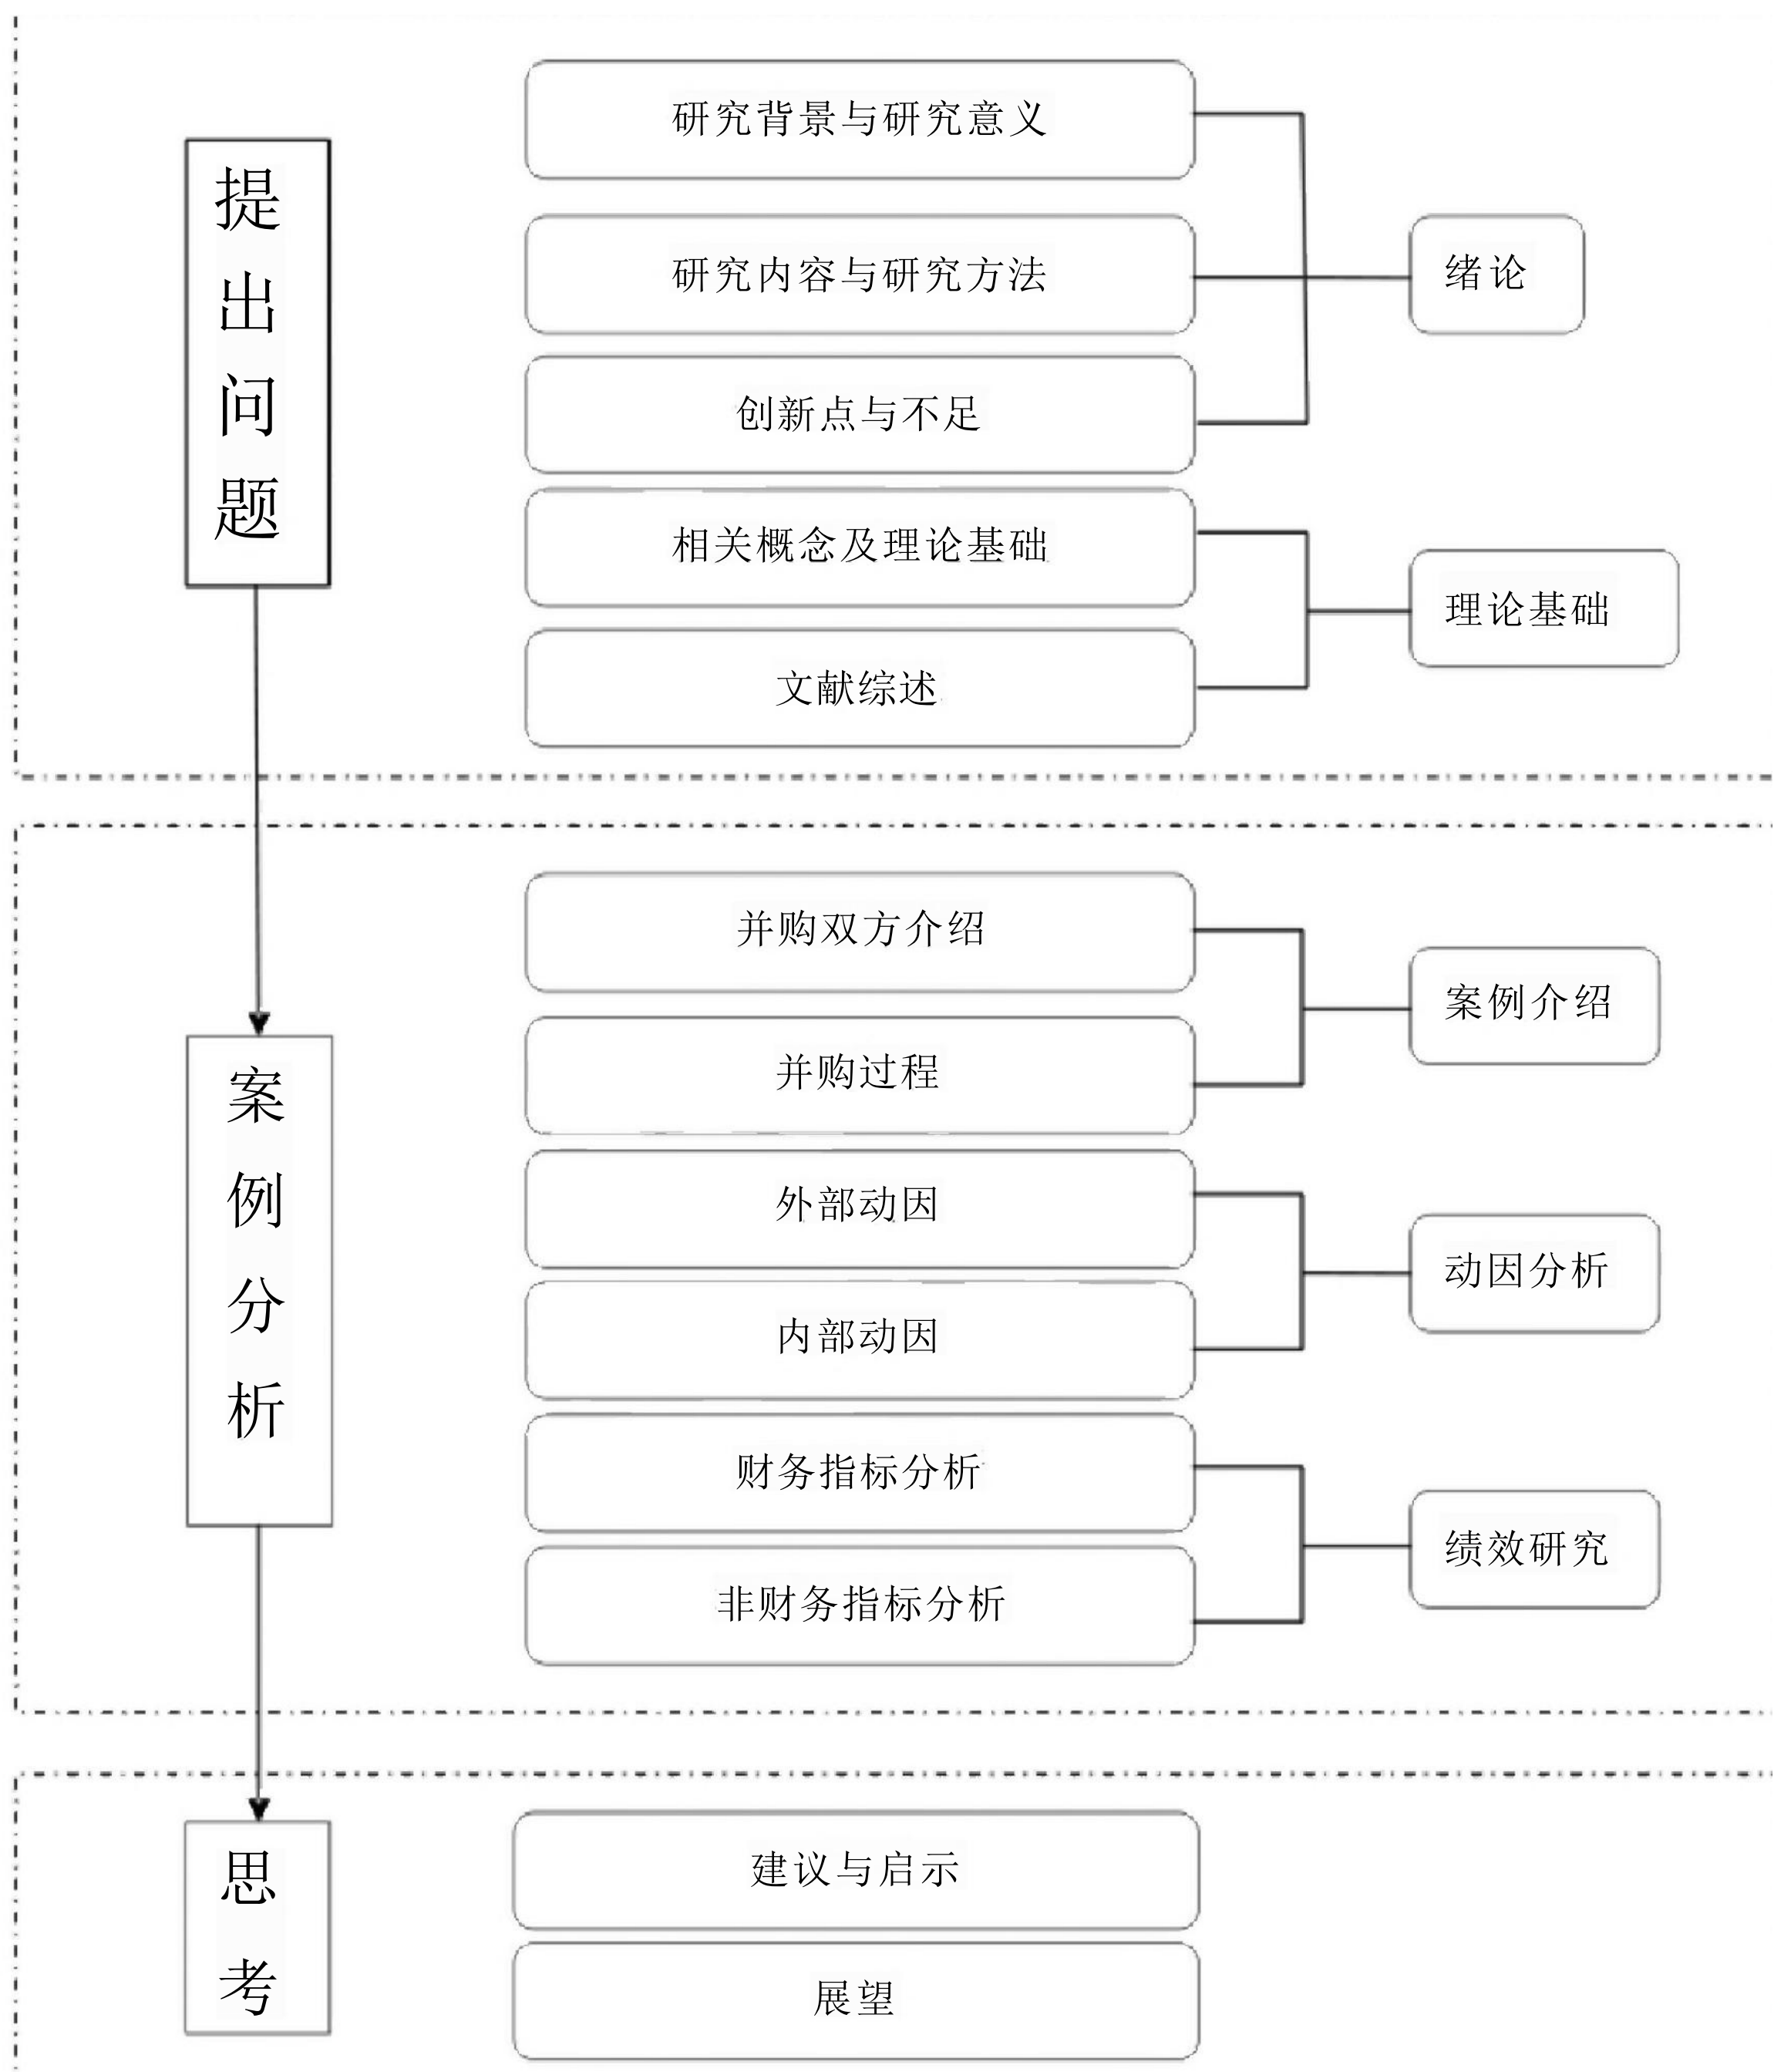 提出问题
研究背景与研究意义
研究内容与研究方法
创新点与不足
绪论
相关概念及理论基础
文献综述
理论基础
案例分析
并购双方介绍
并购过程
案例介绍
外部动因
内部动因
动因分析
财务指标分析
非财务指标分析
绩效研究
思考
建议与启示
展望